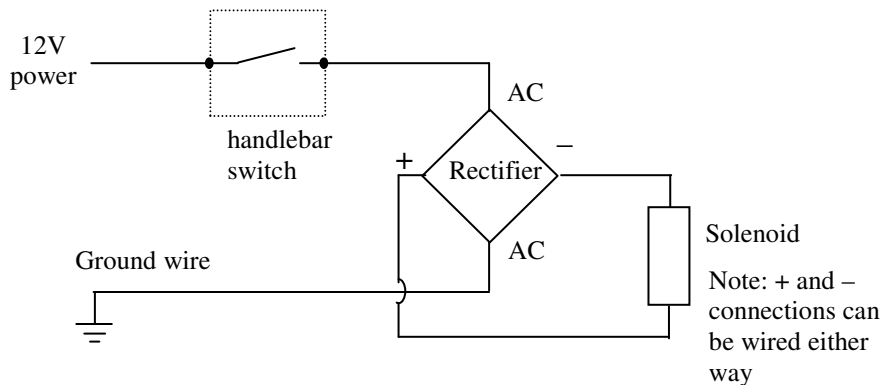 12V
power
handlebar
switch
AC
+
Rectifier
–
AC
Ground wire
Solenoid
Note: + and –
connections can
be wired either
way